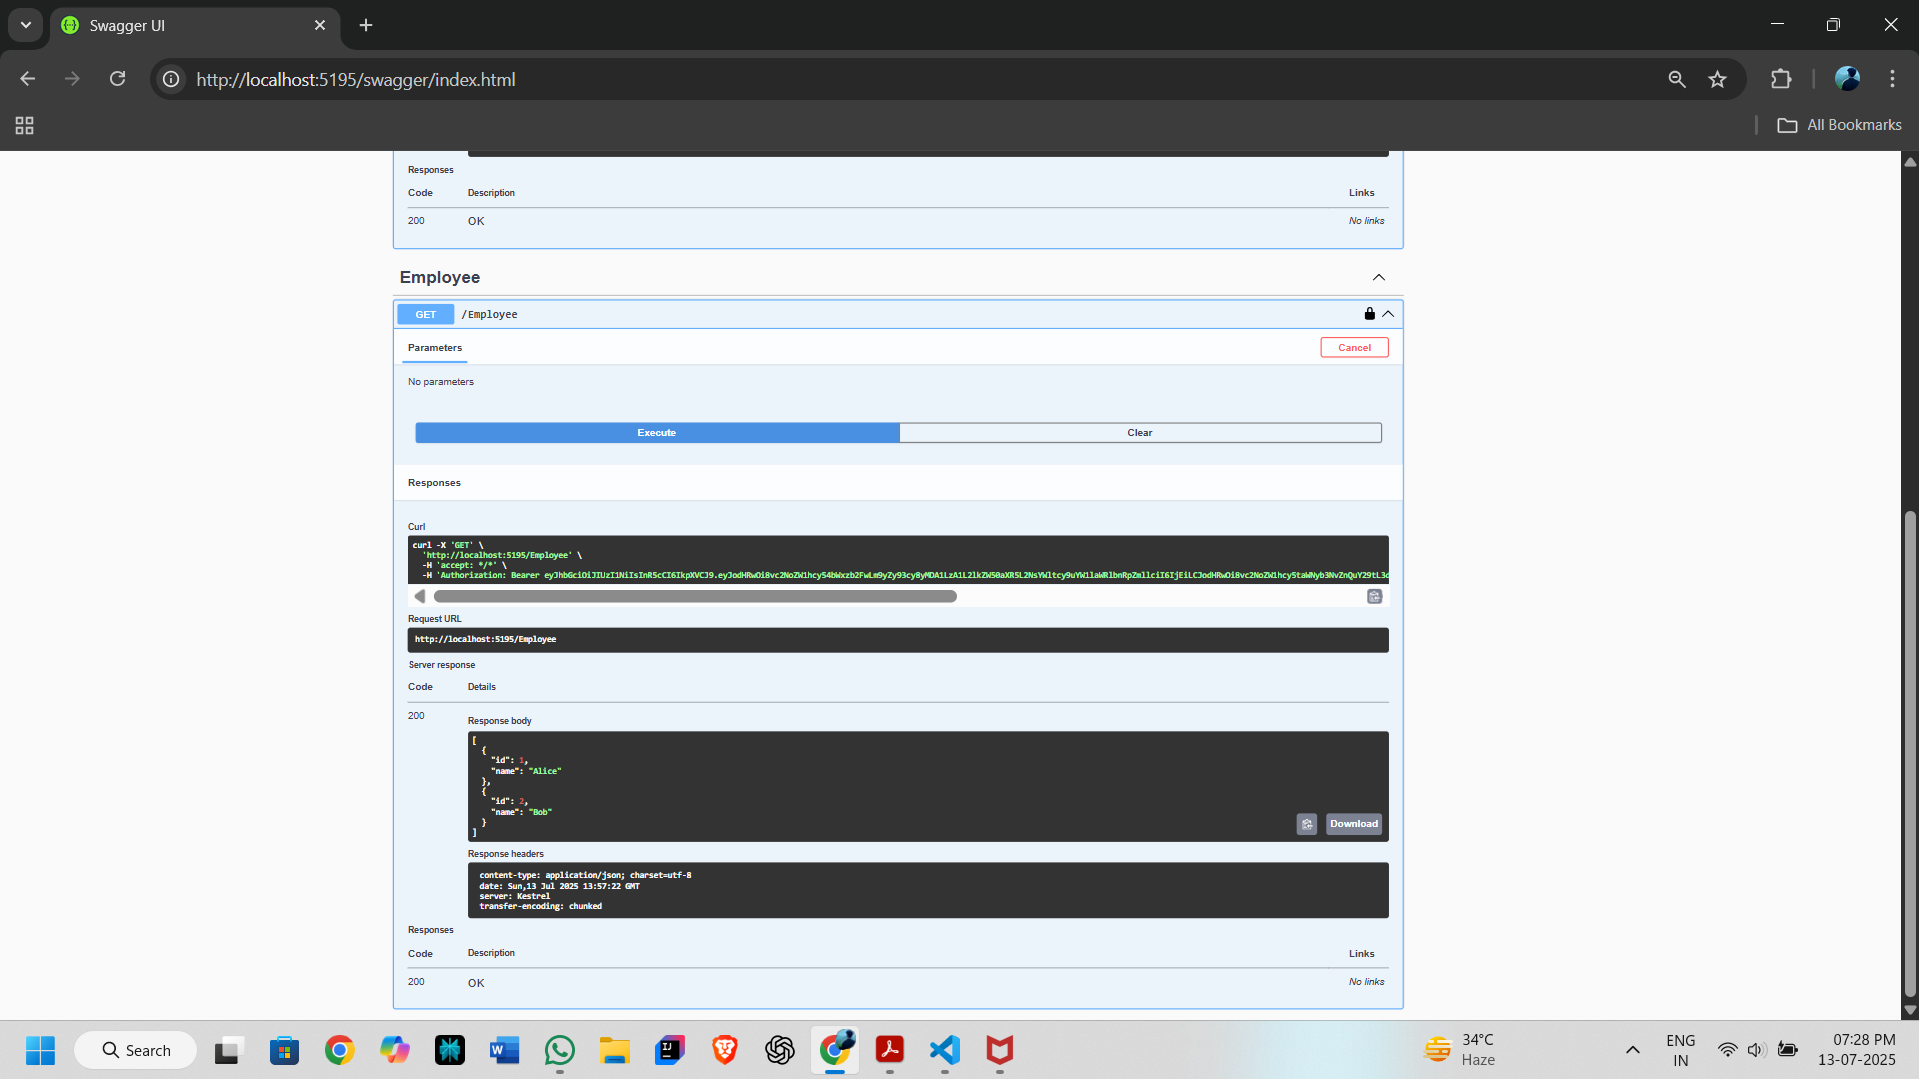 Swagger UI
http://localhost:5195/swagger/index.html
All Bookmarks
Responses
Code Description Links
200 OK No links
Employee
GET /Employee
Parameters Cancel
No parameters
Execute Clear
Responses
Curl
curl -X 'GET' \
'http://localhost:5195/Employee' \
-H 'accept: */*' \
-H 'Authorization: Bearer
Request URL
http://localhost:5195/Employee
Server response
Code Details
200
Response body
[
{
"id": 1,
"name": "Alice"
},
{
"id": 2,
"name": "Bob"
}
]
Download
Response headers
content-type: application/json; charset=utf-8
date: Sun,13 Jul 2025 13:57:22 GMT
server: Kestrel
transfer-encoding: chunked
Responses
Code Description Links
200 OK No links
Search
34°C
Haze
ENG
IN
07:28 PM
13-07-2025